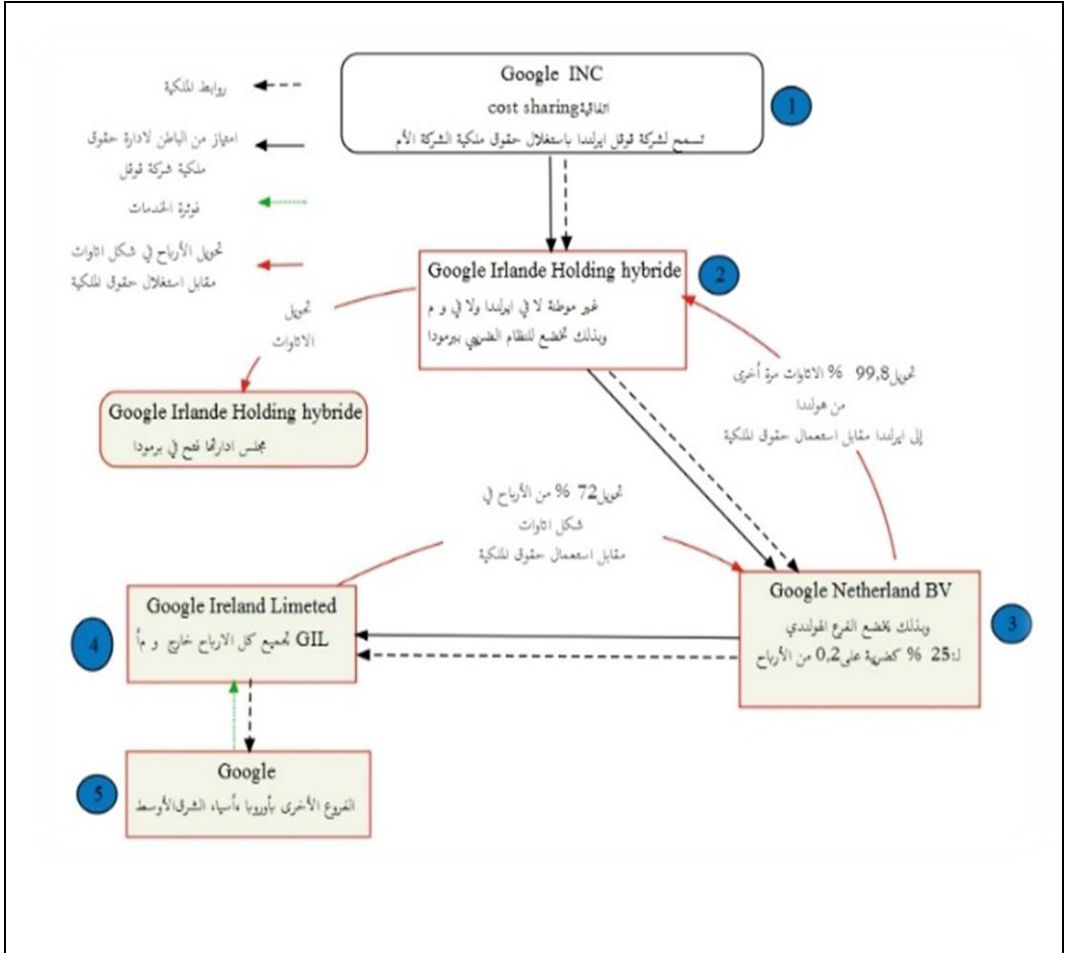 Google INC
اتفاقية cost sharing
تسمح لشركة قوقل ايرلندا باستغلال حقوق ملكية الشركة الأم
1
روابط الملكية
امتياز من الباطن لادارة حقوق
ملكية شركة قوقل
فوترة الخدمات
تحويل الأرباح في شكل اتاوات
مقابل استغلال حقوق الملكية
Google Irlande Holding hybride
غير موطنة لا في ايرلندا ولا في و م
وبذلك تخضع للنظام الضريبي ببرمودا
2
تحويل
الاتاوات
Google Irlande Holding hybride
مجلس ادارتها فتح في برمودا
تحويل 99,8 % الاتاوات مرة أخرى
من هولندا
إلى ايرلندا مقابل استعمال حقوق الملكية
تحويل 72 % من الأرباح في
شكل اتاوات
مقابل استعمال حقوق الملكية
Google Netherland BV
وبذلك يخضع الفرع الهولندي
لـ: 25 % كضريبة على 0,2 من الأرباح
3
Google Ireland Limeted
GIL تجميع كل الارباح خارج و م أ
4
Google
الفروع الأخرى بأوروبا ،أسيا، الشرق الأوسط
5